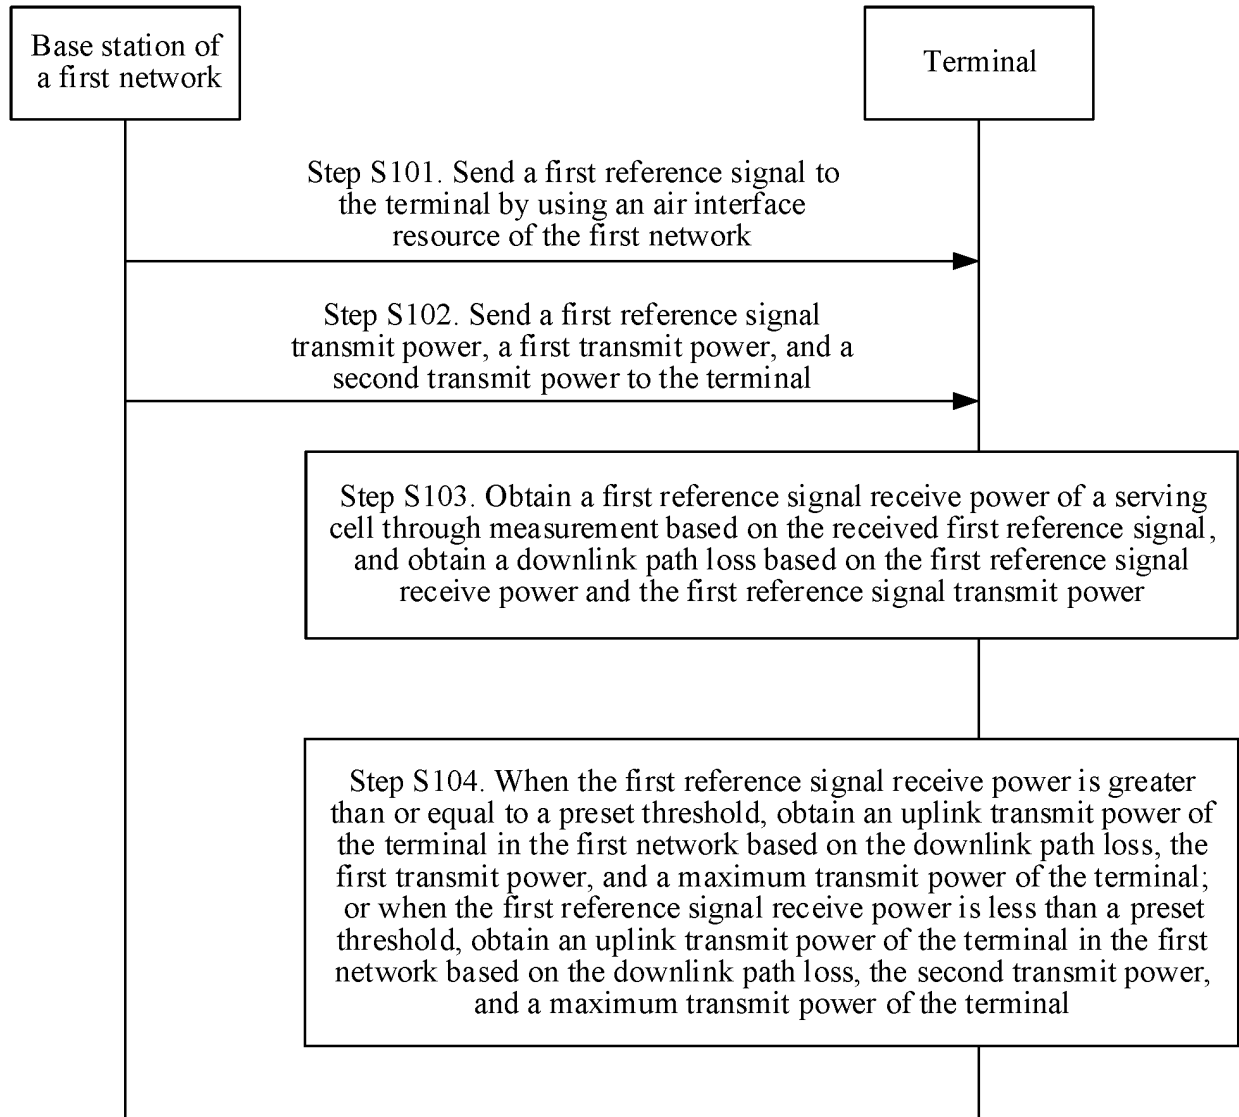 Base station of
a first network
Terminal
Step S101. Send a first reference signal to
the terminal by using an air interface
resource of the first network
Step S102. Send a first reference signal
transmit power, a first transmit power, and a
second transmit power to the terminal
Step S103. Obtain a first reference signal receive power of a serving
cell through measurement based on the received first reference signal,
and obtain a downlink path loss based on the first reference signal
receive power and the first reference signal transmit power
Step S104. When the first reference signal receive power is greater
than or equal to a preset threshold, obtain an uplink transmit power of
the terminal in the first network based on the downlink path loss, the
first transmit power, and a maximum transmit power of the terminal;
or when the first reference signal receive power is less than a preset
threshold, obtain an uplink transmit power of the terminal in the first
network based on the downlink path loss, the second transmit power,
and a maximum transmit power of the terminal